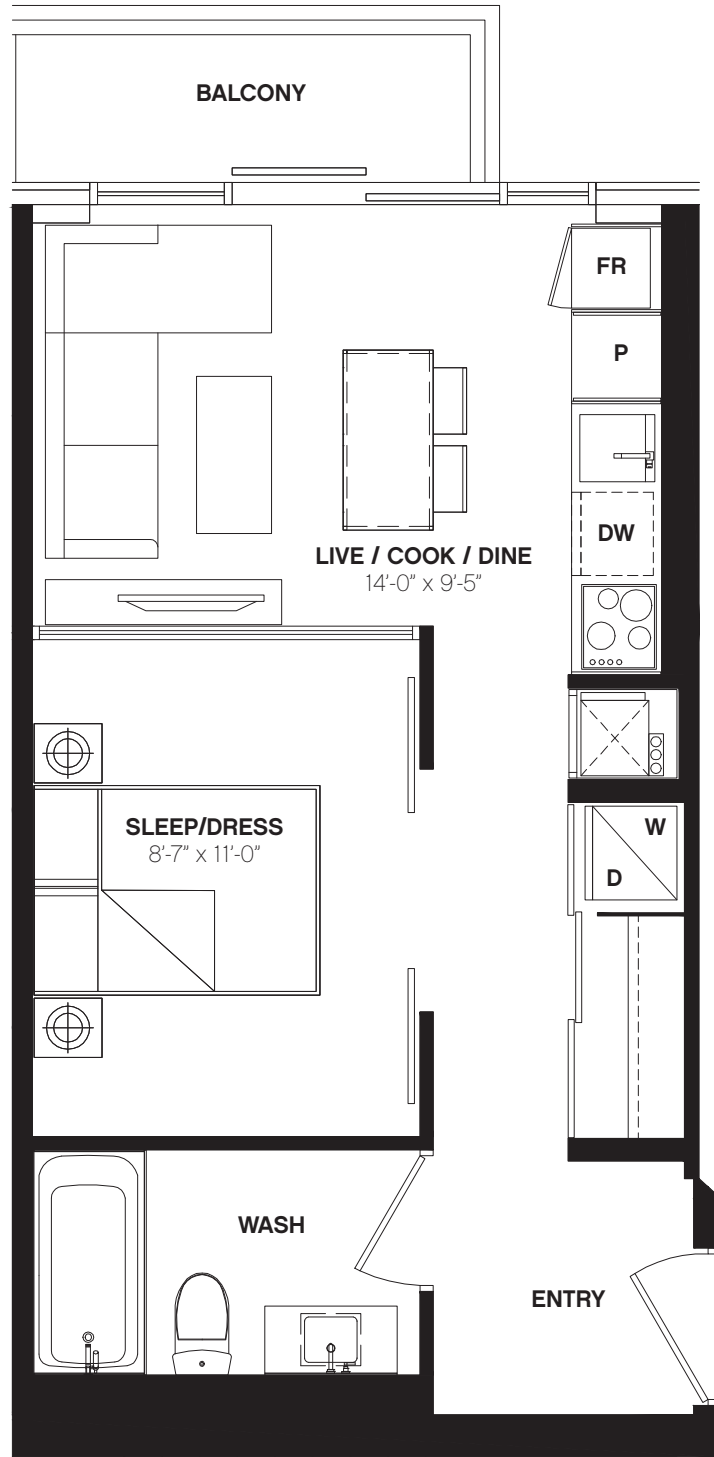 BALCONY
FR
P
DW
LIVE / COOK / DINE
14’-0” x 9’-5”
SLEEP/DRESS
8’-7” x 11’-0”
W
D
WASH
ENTRY